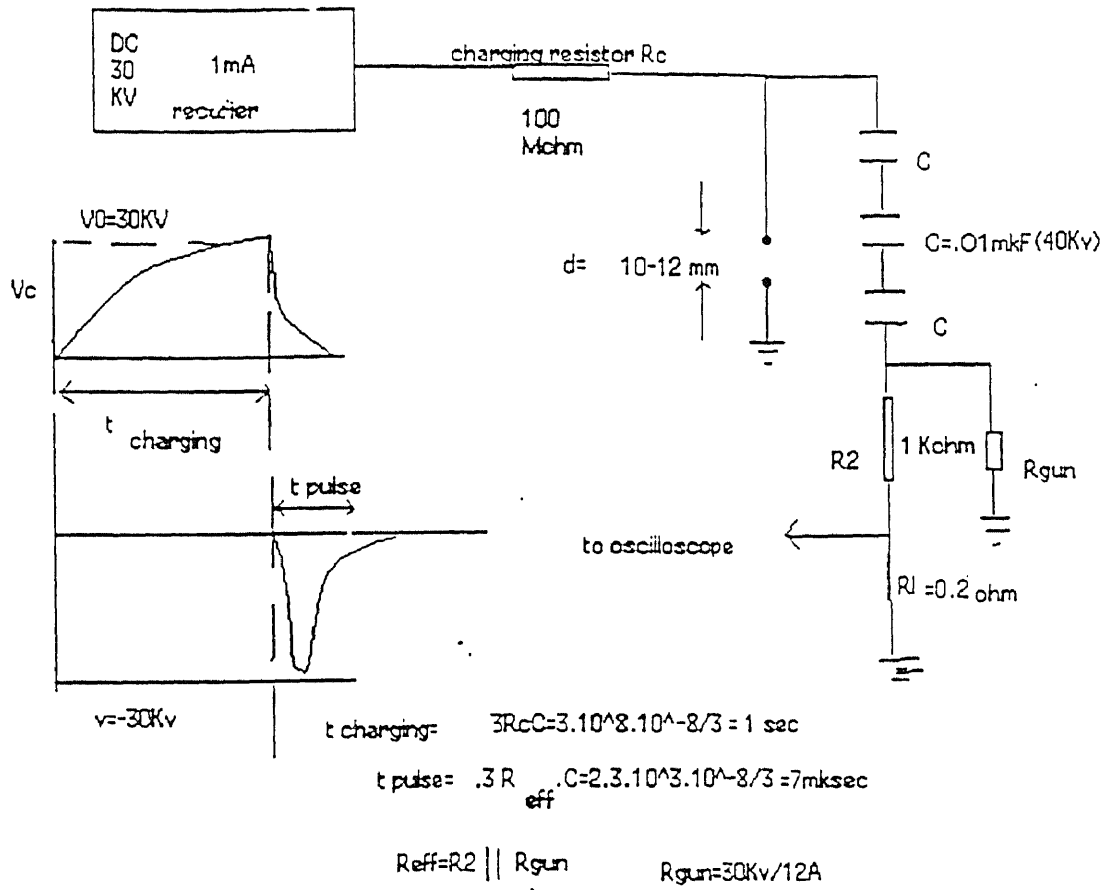 DC
30
KV
1mA
rectifier
charging resistor Rc
100
Mohm
C
C=.01mkF(40Kv)
C
d= 10-12 mm
V0=30KV
Vc
t charging
t pulse
R2
1 Kohm
Rgun
to oscilloscope
R1=0.2 ohm
v=-30Kv
t charging= 3RcC=3.10^8.10^-8/3 = 1 sec
t pulse= .3 R eff .C=2.3.10^3.10^-8/3 =7mksec
Reff=R2 || Rgun
Rgun=30Kv/12A